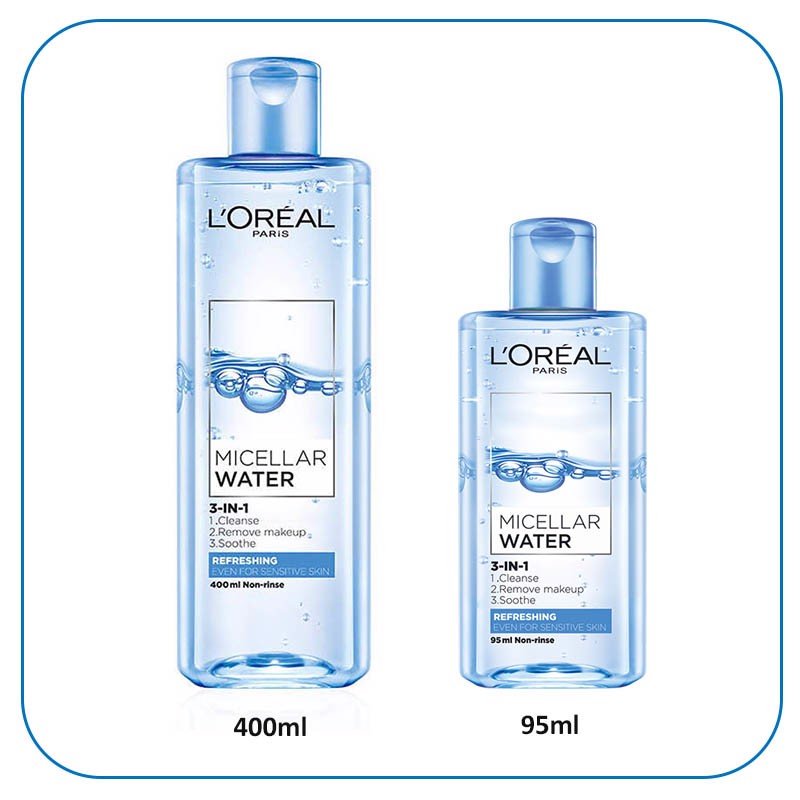 L'ORÉAL
PARIS
MICELLAR
WATER
3-IN-1
1.Cleanse
2.Remove makeup
3.Soothe
REFRESHING
EVEN FOR SENSITIVE SKIN
400ml Non-rinse
400ml
L'ORÉAL
PARIS
MICELLAR
WATER
3-IN-1
1.Cleanse
2.Remove makeup
3.Soothe
REFRESHING
EVEN FOR SENSITIVE SKIN
95ml Non-rinse
95ml